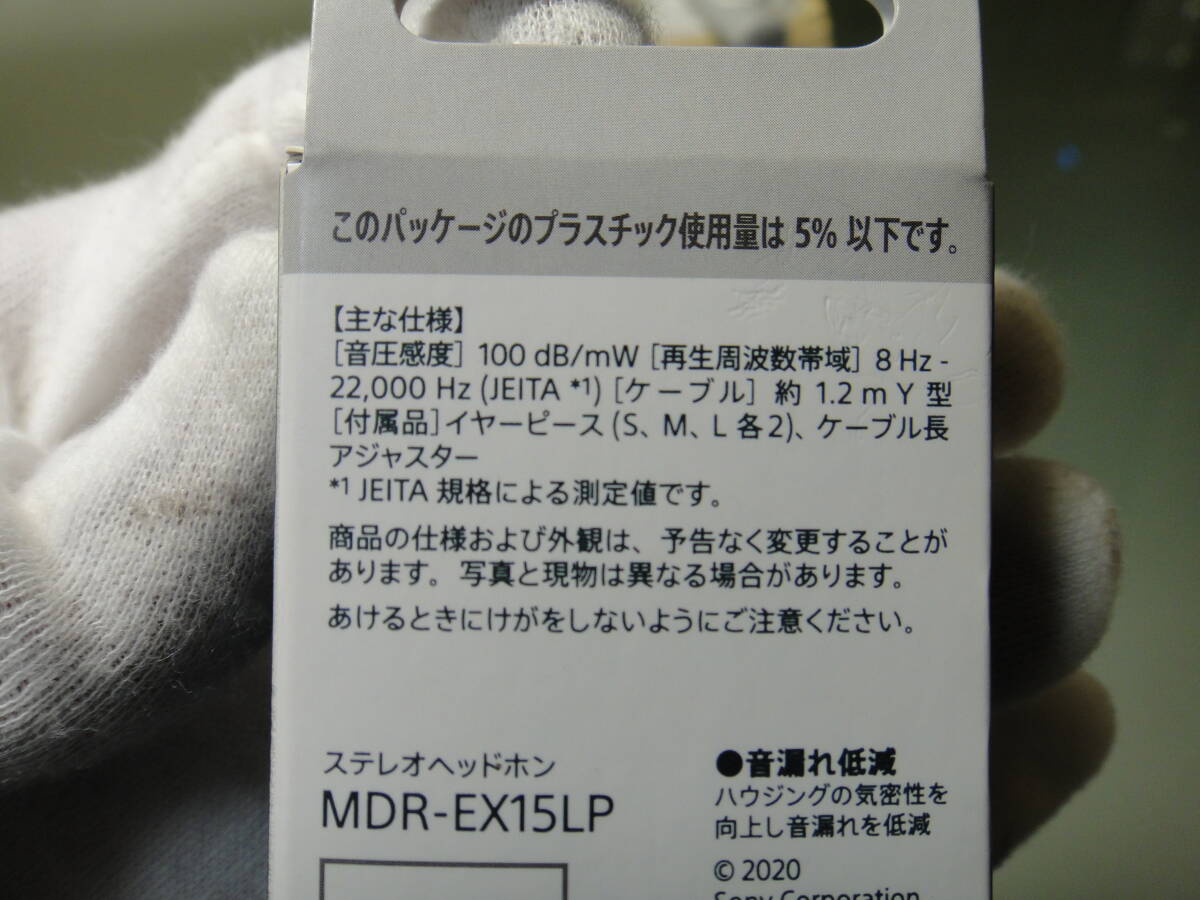 このパッケージのプラスチック使用量は 5% 以下です。
【主な仕様】
[音圧感度] 100 dB/mW [再生周波数帯域] 8 Hz -
22,000 Hz (JEITA *1) [ケーブル] 約 1.2 m Y 型
[付属品]イヤーピース (S、M、L 各2)、ケーブル長
アジャスター
*1 JEITA 規格による測定値です。
商品の仕様および外観は、予告なく変更することが
あります。写真と現物は異なる場合があります。
あけるときにけがをしないようにご注意ください。
ステレオヘッドホン
MDR-EX15LP
●音漏れ低減
ハウジングの気密性を
向上し音漏れを低減
© 2020
Sony Corporation